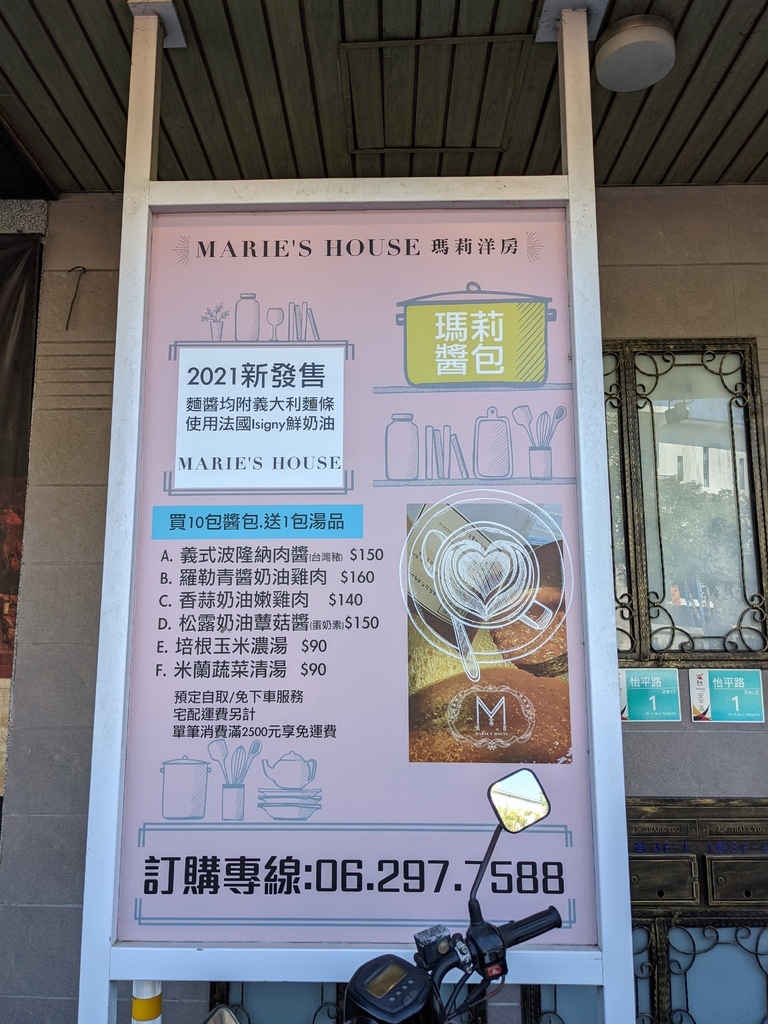 MARIE'S HOUSE 瑪莉洋房
瑪莉
醬包
2021新發售
麵醬均附義大利麵條
使用法國Isigny鮮奶油
MARIE'S HOUSE
買10包醬包.送1包湯品
A. 義式波隆納肉醬(台灣豬) $150
B. 羅勒青醬奶油雞肉 $160
C. 香蒜奶油嫩雞肉 $140
D. 松露奶油蕈菇醬(蛋奶素)$150
E. 培根玉米濃湯 $90
F. 米蘭蔬菜清湯 $90
預定自取/免下車服務
宅配運費另計
單筆消費滿2500元享免運費
M
MARIE'S HOUSE
訂購專線:06.297.7588
怡平路
1
怡平路
1
THANK YOU
THANK YOU